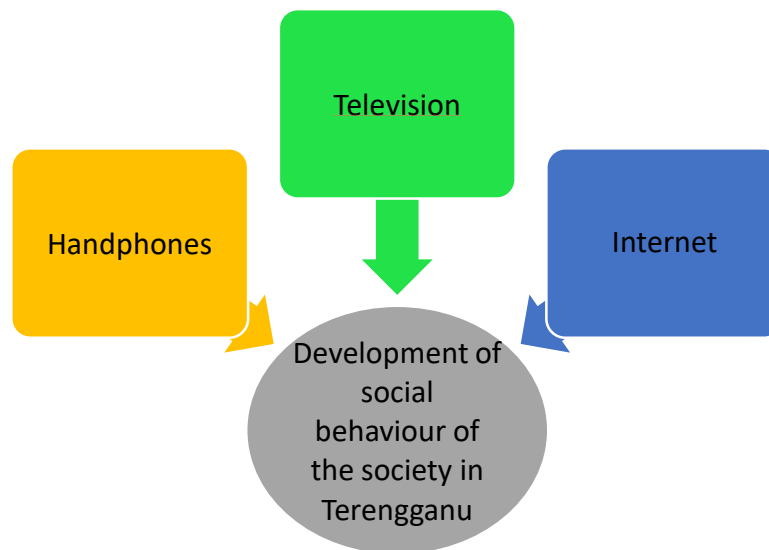 Television
Handphones
Internet
Development of
social
behaviour of
the society in
Terengganu